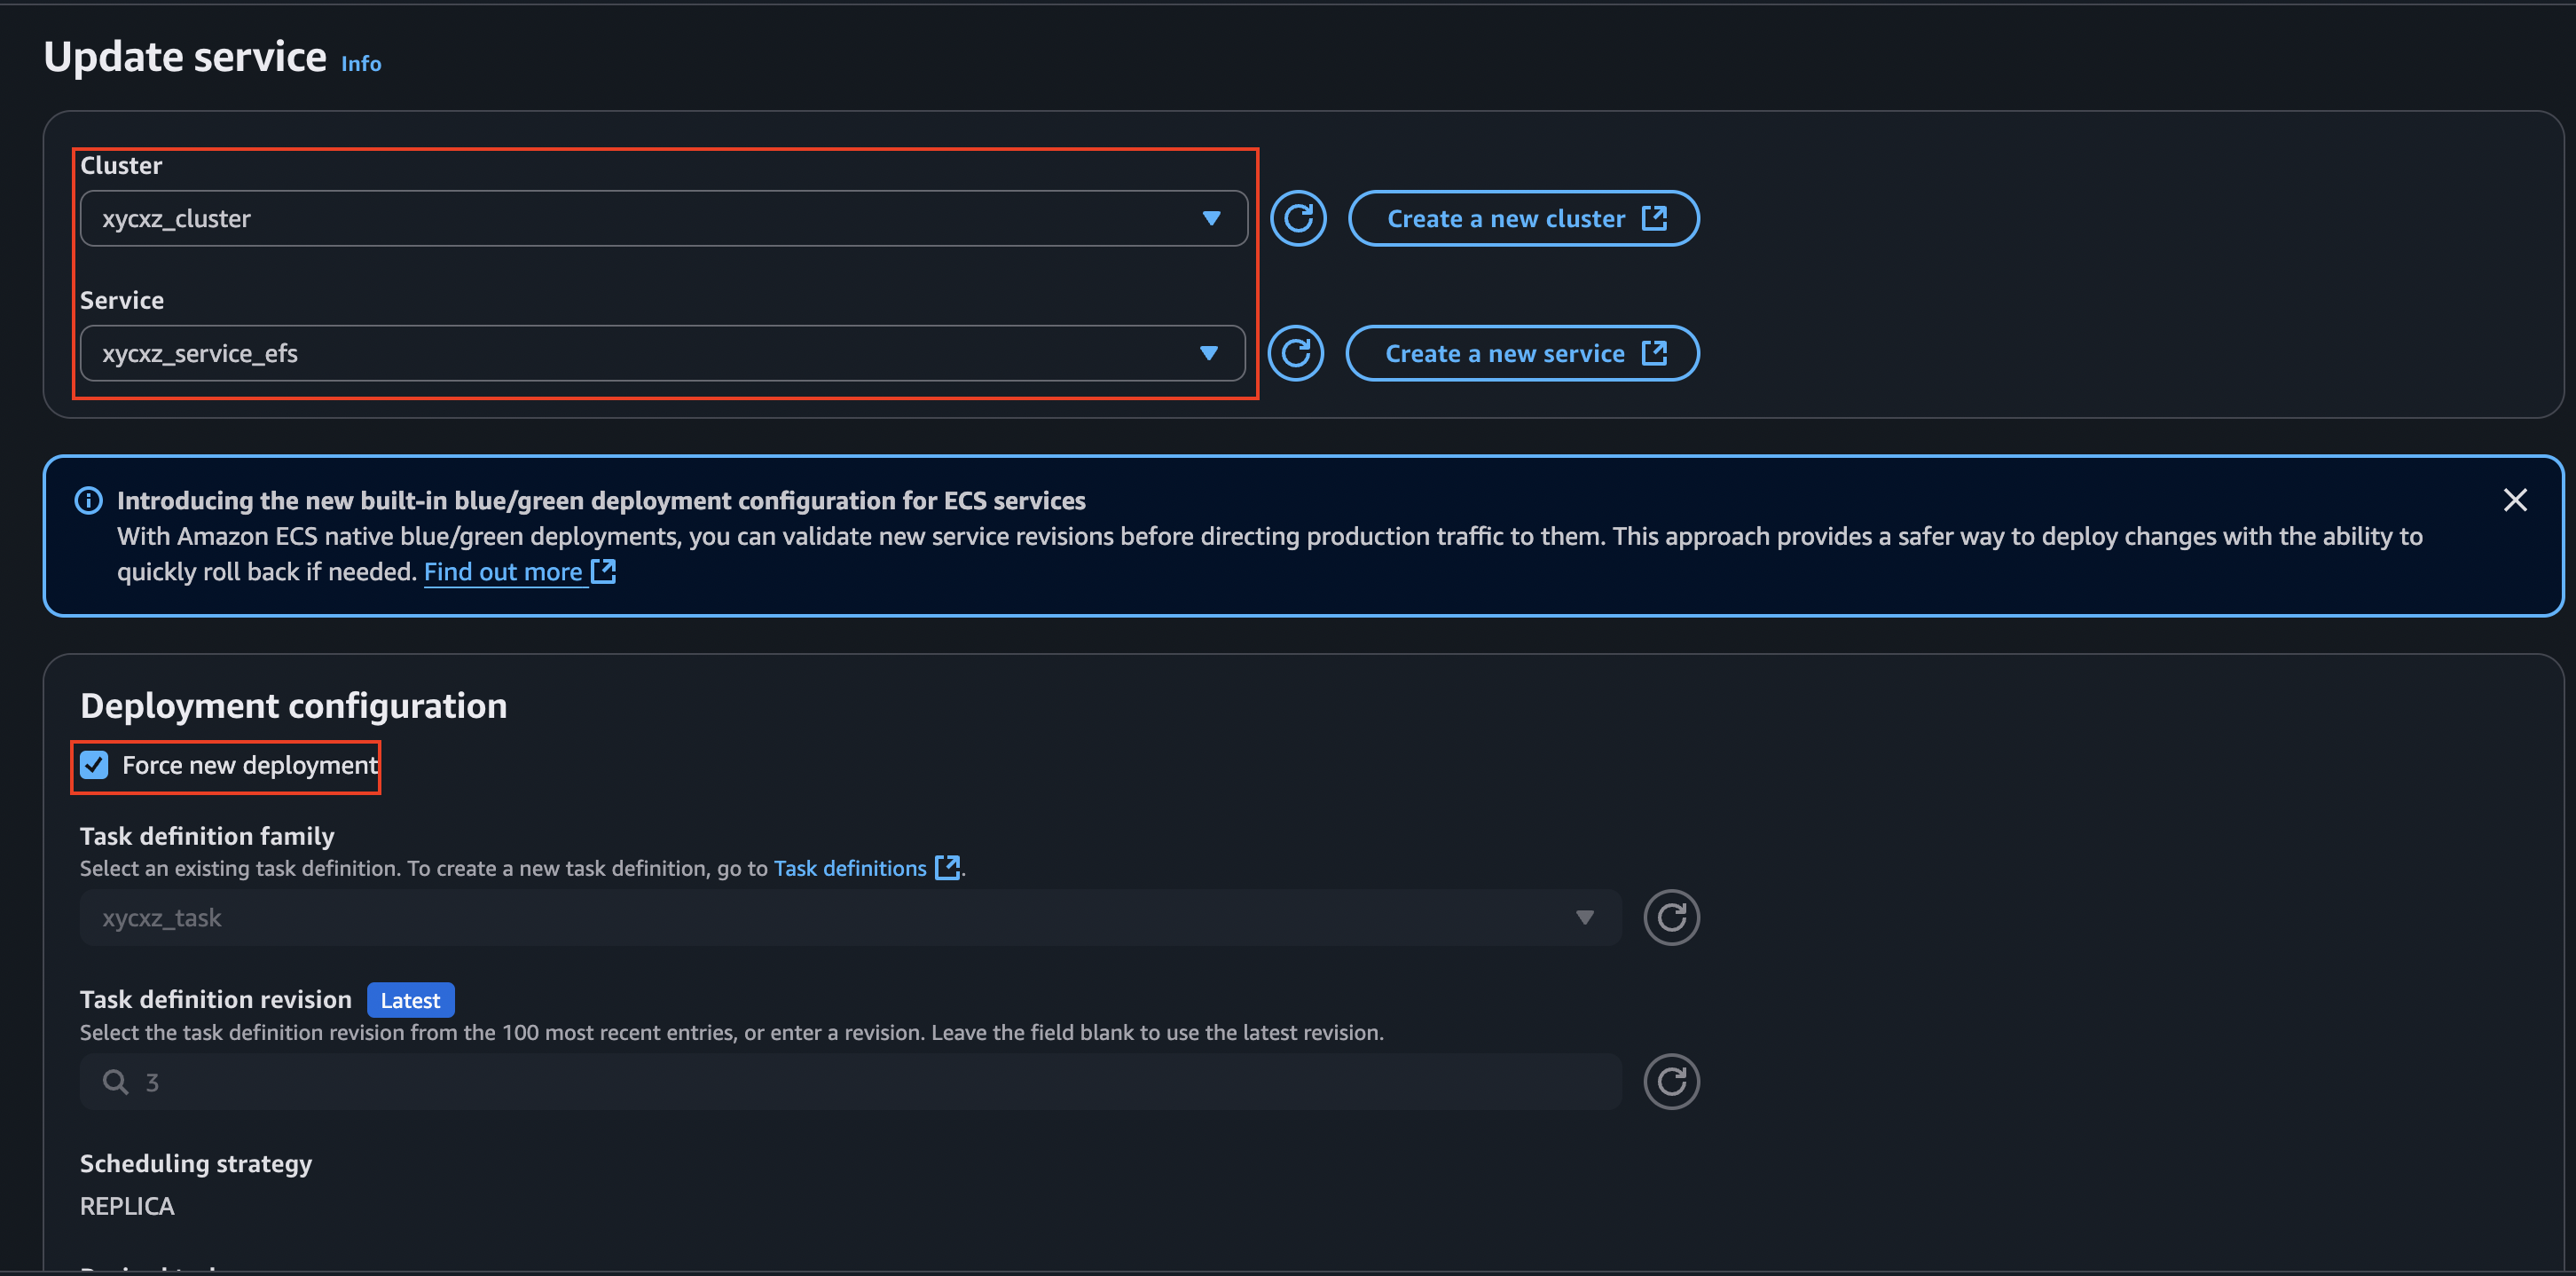 Update service Info
Cluster
xycxz_cluster
Create a new cluster
Service
xycxz_service_efs
Create a new service
Introducing the new built-in blue/green deployment configuration for ECS services
With Amazon ECS native blue/green deployments, you can validate new service revisions before directing production traffic to them. This approach provides a safer way to deploy changes with the ability to
quickly roll back if needed. Find out more
Deployment configuration
Force new deployment
Task definition family
Select an existing task definition. To create a new task definition, go to Task definitions.
xycxz_task
Task definition revision Latest
Select the task definition revision from the 100 most recent entries, or enter a revision. Leave the field blank to use the latest revision.
3
Scheduling strategy
REPLICA